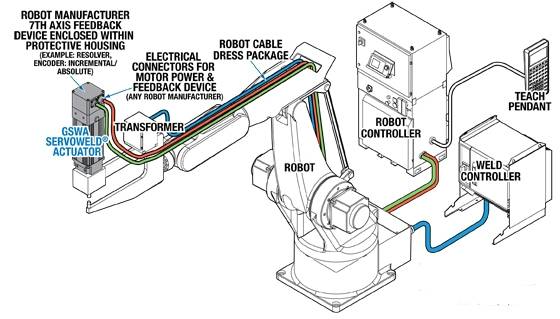 ROBOT MANUFACTURER
7TH AXIS FEEDBACK
DEVICE ENCLOSED WITHIN
PROTECTIVE HOUSING
(EXAMPLE: RESOLVER,
ENCODER: INCREMENTAL/
ABSOLUTE)
ELECTRICAL
CONNECTORS FOR
MOTOR POWER &
FEEDBACK DEVICE
(ANY ROBOT MANUFACTURER)
ROBOT CABLE
DRESS PACKAGE
GSWA
SERVOWELD®
ACTUATOR
TRANSFORMER
ROBOT
ROBOT
CONTROLLER
TEACH
PENDANT
WELD
CONTROLLER